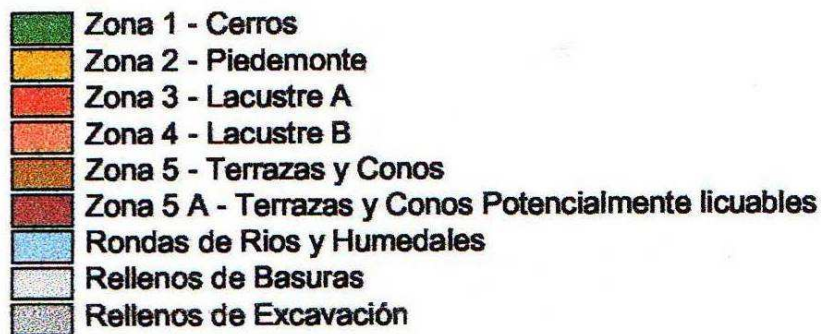 Zona 1 - Cerros
Zona 2 - Piedemonte
Zona 3 - Lacustre A
Zona 4 - Lacustre B
Zona 5 - Terrazas y Conos
Zona 5 A - Terrazas y Conos Potencialmente licuables
Rondas de Rios y Humedales
Rellenos de Basuras
Rellenos de Excavación